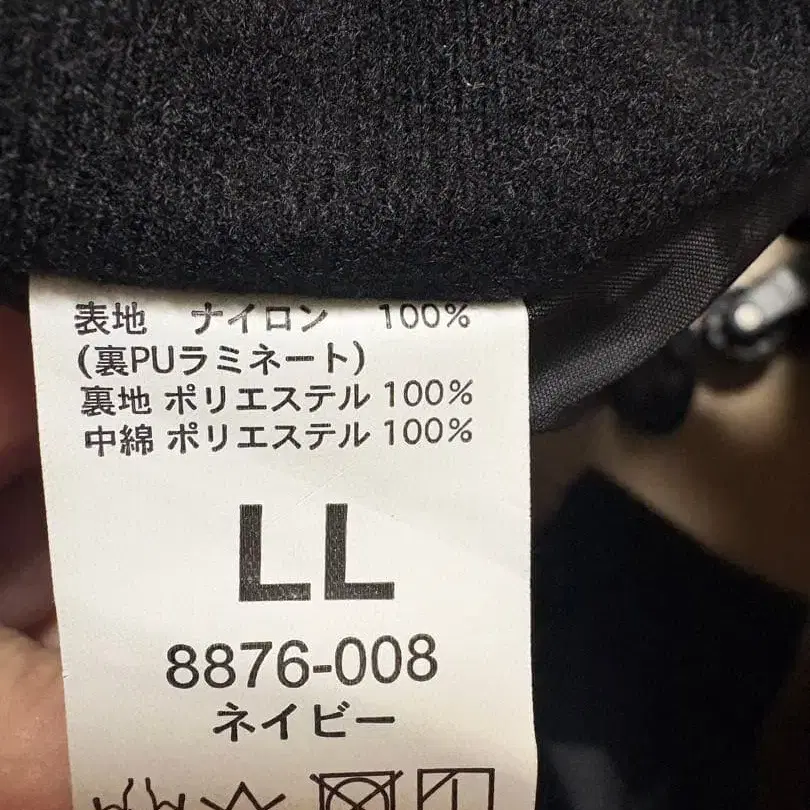 表地 ナイロン 100%
(裏PUラミネート)
裏地 ポリエステル 100%
中綿 ポリエステル 100%
LL
8876-008
ネイビー